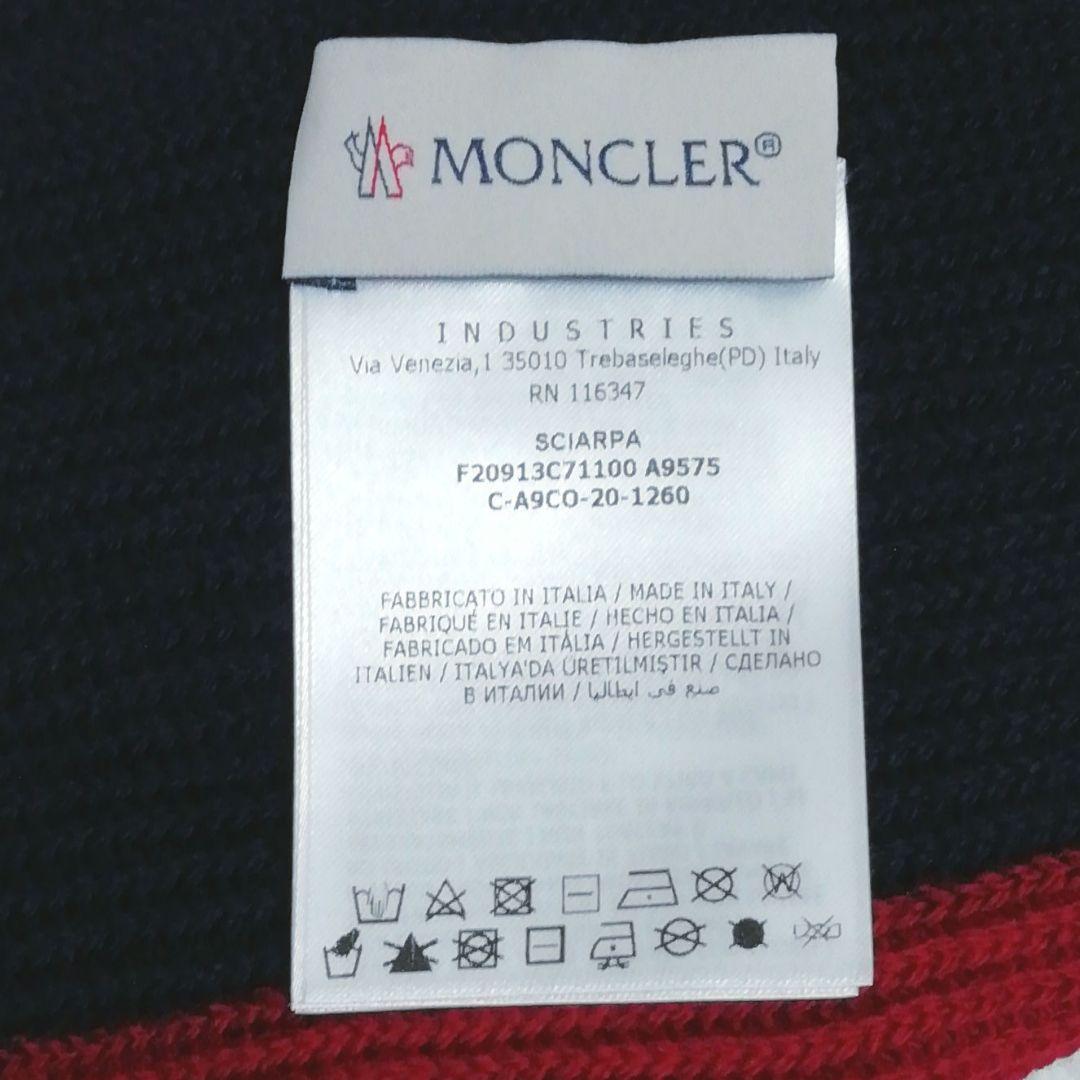 MONCLER®
INDUSTRIES
Via Venezia,1 35010 Trebaseleghe(PD) Italy
RN 116347
SCIARPA
F20913C71100 A9575
C-A9CO-20-1260
FABBRICATO IN ITALIA / MADE IN ITALY /
FABRIQUÉ EN ITALIE / HECHO EN ITALIA /
FABRICADO EM ITÁLIA / HERGESTELLT IN
ITALIEN / ITALYA'DA ÜRETILMIŞTIR / СДЕЛАНО
В ИТАЛИИ / صنع في ايطاليا
W